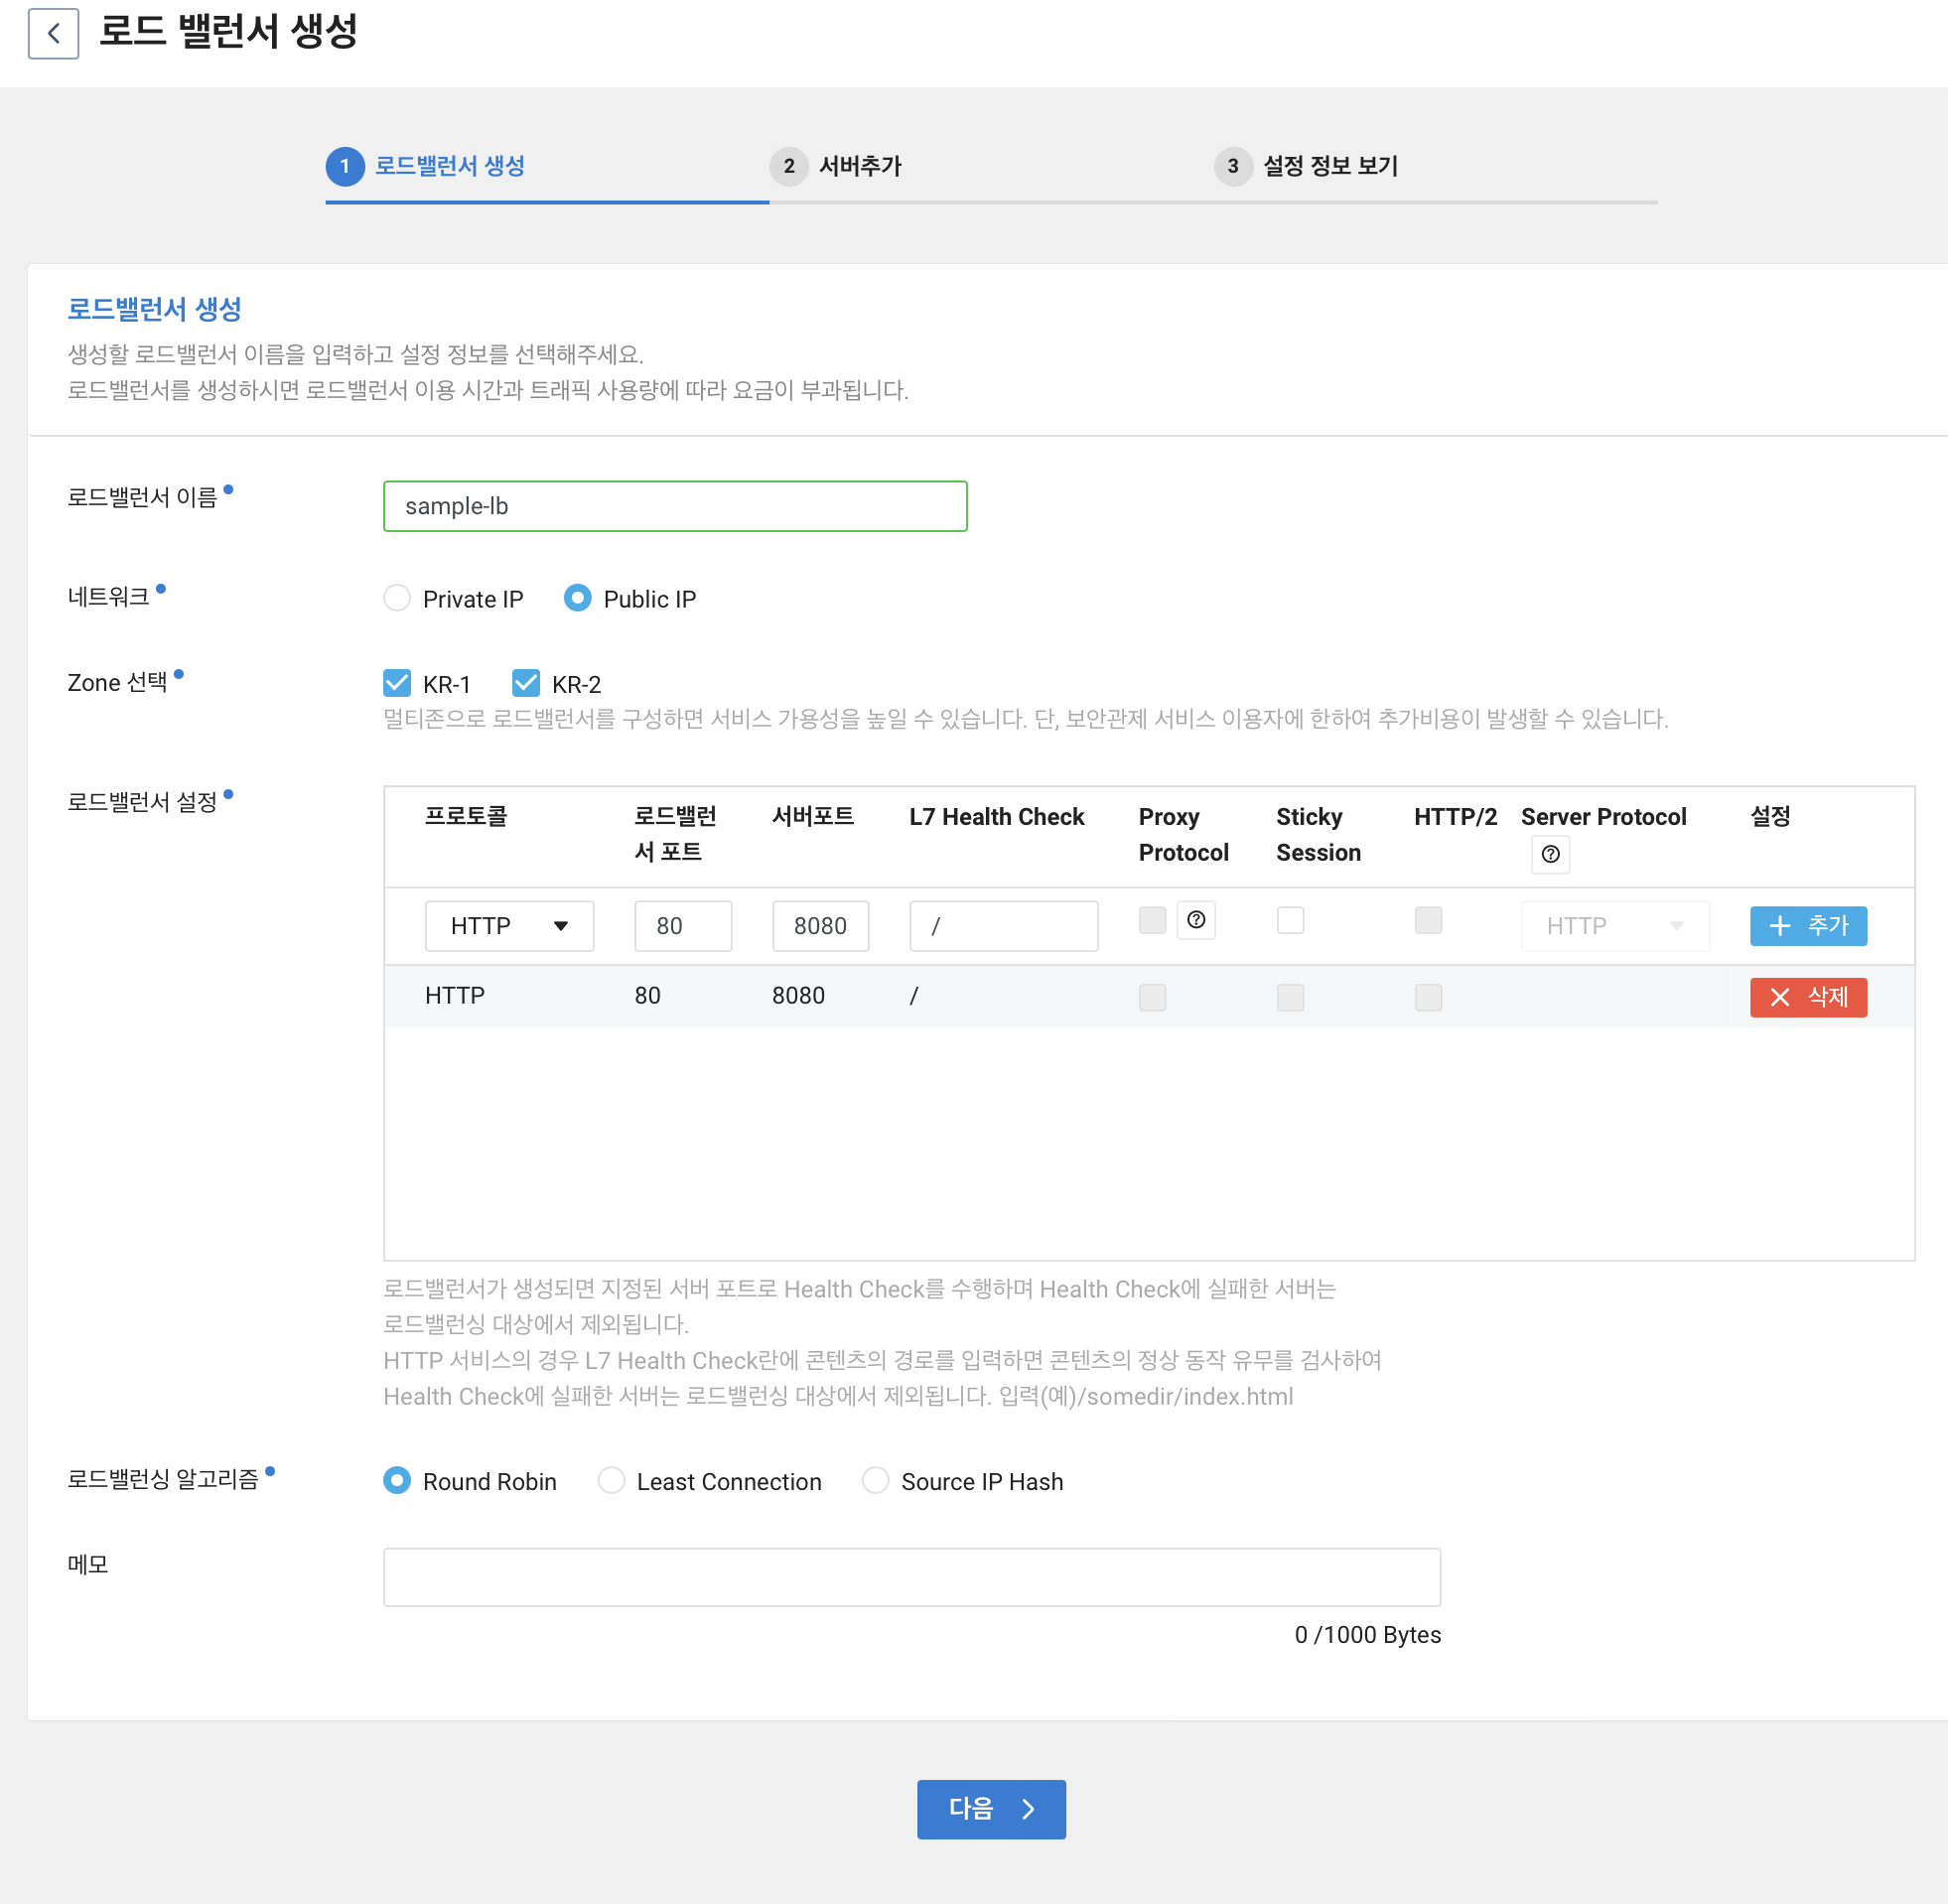 로드 밸런서 생성
1 로드밸런서 생성
2 서버추가
3 설정 정보 보기
로드밸런서 생성
생성할 로드밸런서 이름을 입력하고 설정 정보를 선택해주세요.
로드밸런서를 생성하시면 로드밸런서 이용 시간과 트래픽 사용량에 따라 요금이 부과됩니다.
로드밸런서 이름
sample-lb
네트워크
Private IP Public IP
Zone 선택
KR-1 KR-2
멀티존으로 로드밸런서를 구성하면 서비스 가용성을 높일 수 있습니다. 단, 보안관제 서비스 이용자에 한하여 추가비용이 발생할 수 있습니다.
로드밸런서 설정
프로토콜 로드밸런서 포트 서버포트 L7 Health Check Proxy Protocol Sticky Session HTTP/2 Server Protocol 설정
HTTP 80 8080 / HTTP 추가
HTTP 80 8080 / 삭제
로드밸런서가 생성되면 지정된 서버 포트로 Health Check를 수행하며 Health Check에 실패한 서버는
로드밸런싱 대상에서 제외됩니다.
HTTP 서비스의 경우 L7 Health Check란에 콘텐츠의 경로를 입력하면 콘텐츠의 정상 동작 유무를 검사하여
Health Check에 실패한 서버는 로드밸런싱 대상에서 제외됩니다. 입력(예)/somedir/index.html
로드밸런싱 알고리즘
Round Robin Least Connection Source IP Hash
메모
0 /1000 Bytes
다음